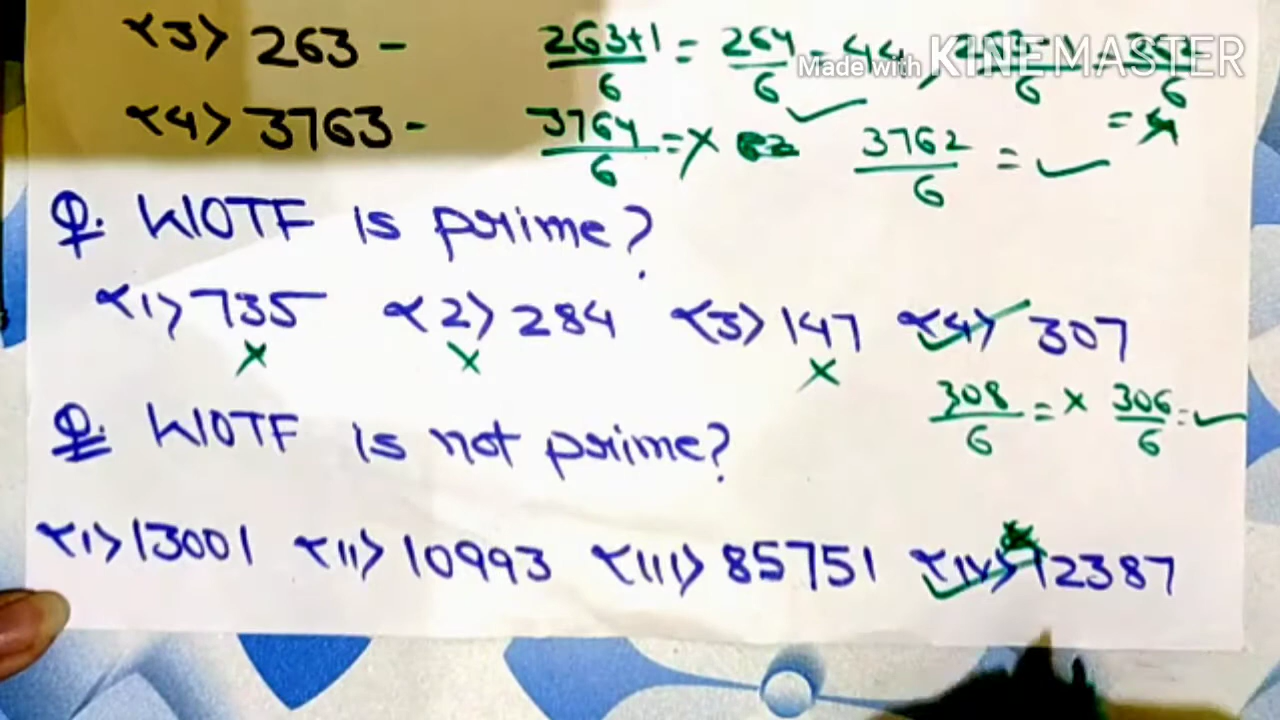 <3> 263 - 263+1/6 = 264/6 = 44,
Made with KINEMASTER
<4> 3763 - 3764/6 = x 3762/6 = ✓
Q. WOTF is prime?
<1> 735 <2> 284 <3> 147 <4> 307
x x x 308/6 = x 306/6 = ✓
Q. WOTF is not prime?
<i> 13001 <ii> 10993 <iii> 85751 <iv> 12387